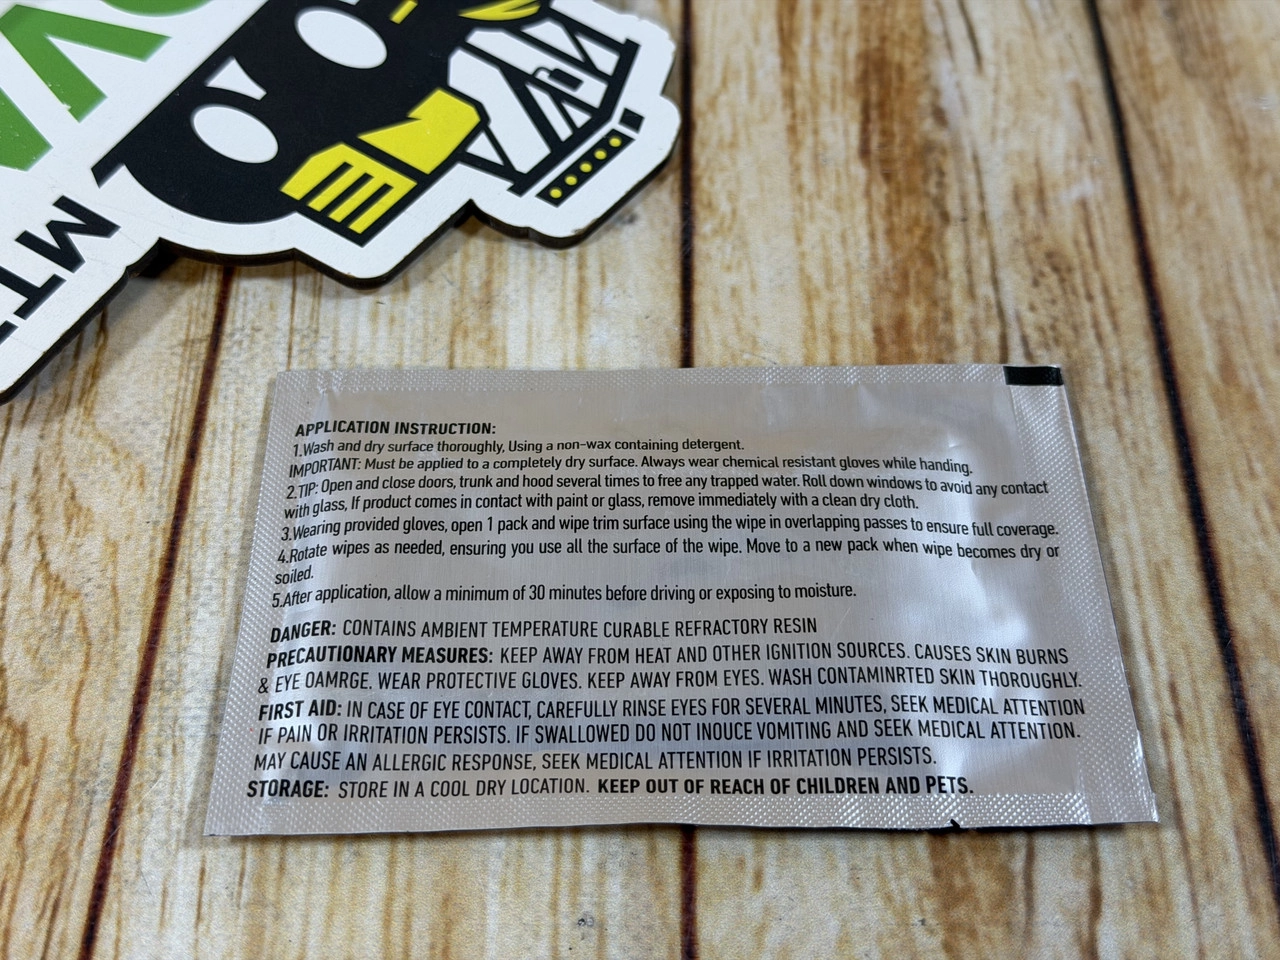 MT
APPLICATION INSTRUCTION:
1.Wash and dry surface thoroughly, Using a non-wax containing detergent.
IMPORTANT: Must be applied to a completely dry surface. Always wear chemical resistant gloves while handing.
2.TIP: Open and close doors, trunk and hood several times to free any trapped water. Roll down windows to avoid any contact
with glass, If product comes in contact with paint or glass, remove immediately with a clean dry cloth.
3.Wearing provided gloves, open 1 pack and wipe trim surface using the wipe in overlapping passes to ensure full coverage.
4.Rotate wipes as needed, ensuring you use all the surface of the wipe. Move to a new pack when wipe becomes dry or
soiled.
5.After application, allow a minimum of 30 minutes before driving or exposing to moisture.
DANGER: CONTAINS AMBIENT TEMPERATURE CURABLE REFRACTORY RESIN
PRECAUTIONARY MEASURES: KEEP AWAY FROM HEAT AND OTHER IGNITION SOURCES. CAUSES SKIN BURNS
& EYE OAMRGE. WEAR PROTECTIVE GLOVES. KEEP AWAY FROM EYES. WASH CONTAMINRTED SKIN THOROUGHLY.
FIRST AID: IN CASE OF EYE CONTACT, CAREFULLY RINSE EYES FOR SEVERAL MINUTES, SEEK MEDICAL ATTENTION
IF PAIN OR IRRITATION PERSISTS. IF SWALLOWED DO NOT INOUCE VOMITING AND SEEK MEDICAL ATTENTION.
MAY CAUSE AN ALLERGIC RESPONSE, SEEK MEDICAL ATTENTION IF IRRITATION PERSISTS.
STORAGE: STORE IN A COOL DRY LOCATION. KEEP OUT OF REACH OF CHILDREN AND PETS.